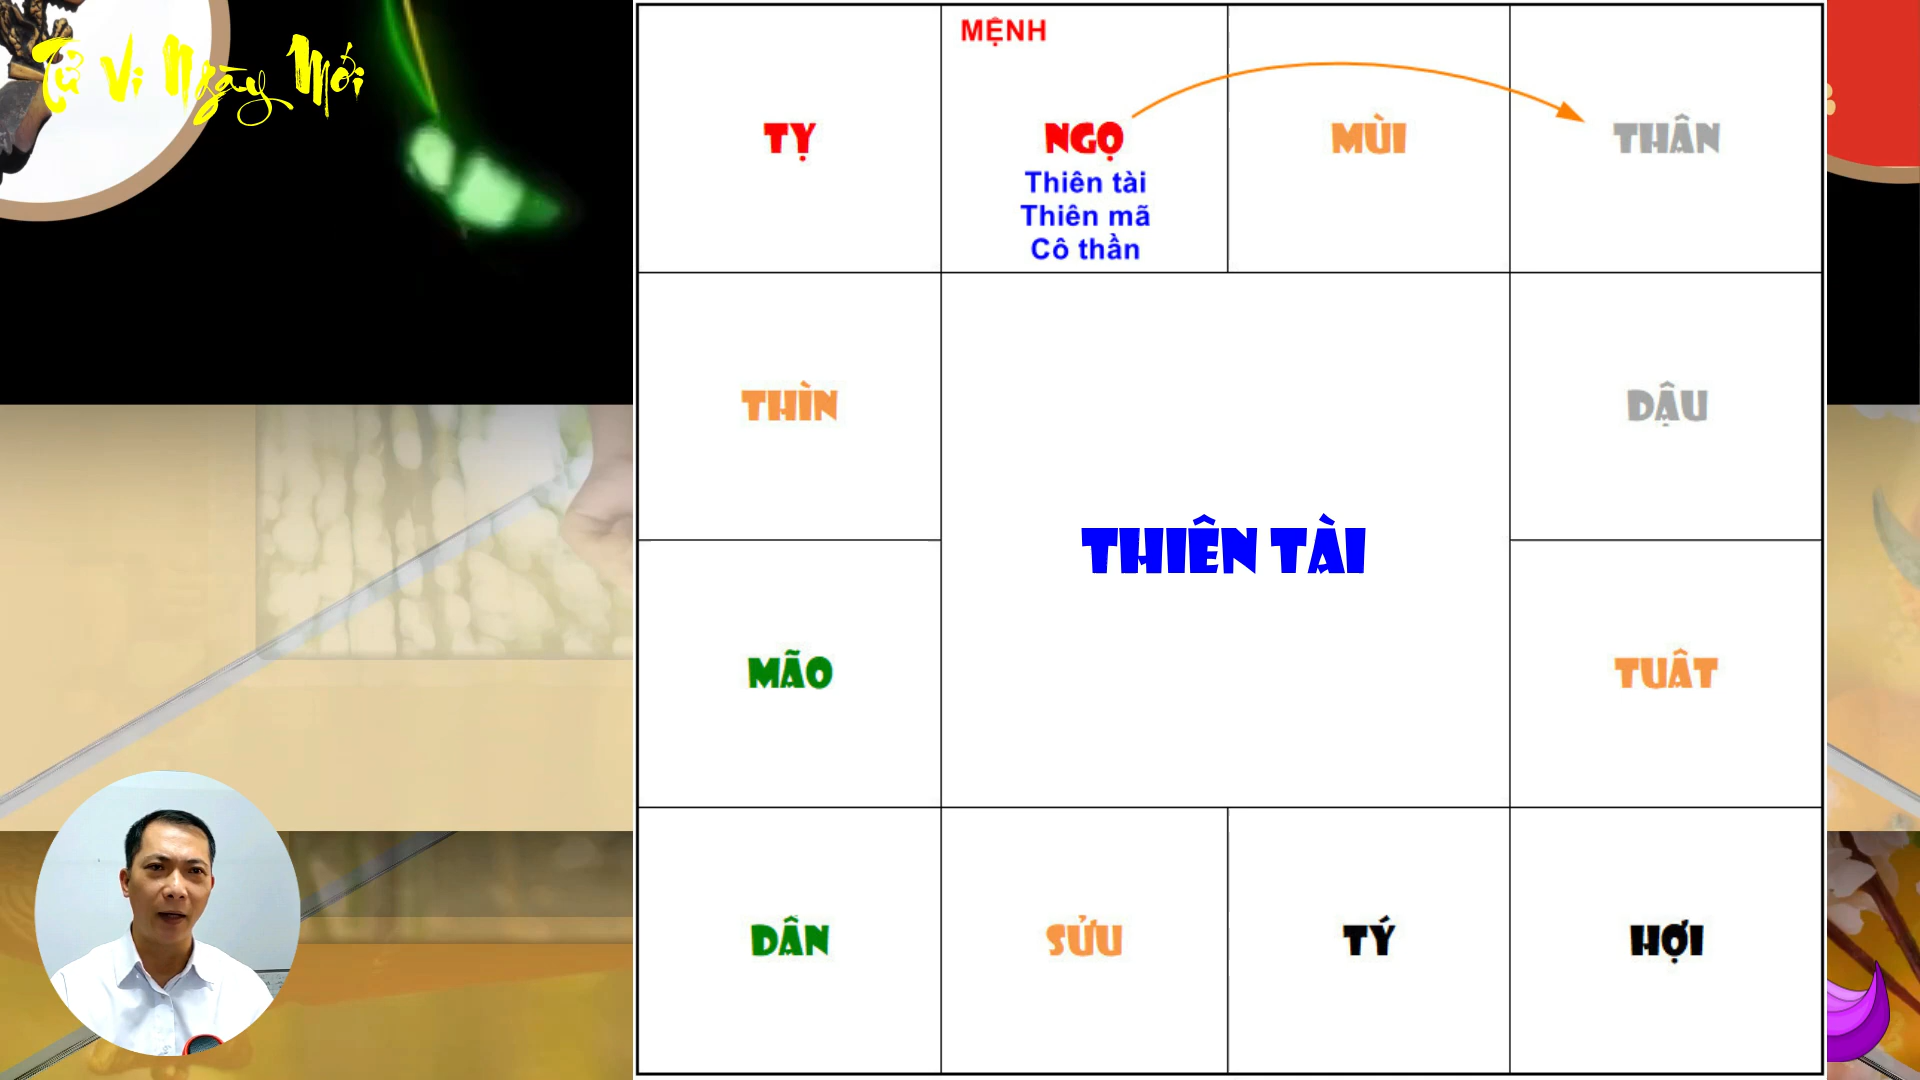 Tử Vi Ngày Mới
MỆNH
TỴ
NGỌ
MÙI
THÂN
Thiên tài
Thiên mã
Cô thần
THÌN
DẬU
THIÊN TÀI
MÃO
TUẤT
DẦN
SỬU
TÝ
HỢI